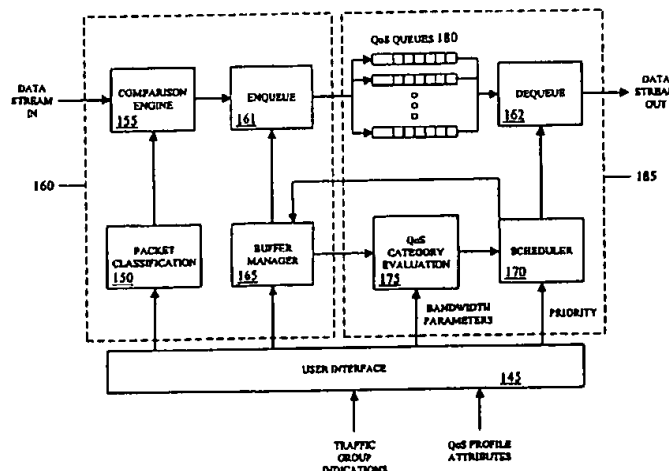 QoS QUEUES 180
DATA
STREAM
IN
COMPARISON
ENGINE
155
ENQUEUE
161
DEQUEUE
162
DATA
STREAM
OUT
160
185
PACKET
CLASSIFICATION
150
BUFFER
MANAGER
165
QoS
CATEGORY
EVALUATION
175
SCHEDULER
170
BANDWIDTH
PARAMETERS
PRIORITY
USER INTERFACE
145
TRAFFIC
GROUP
INDICATIONS
QoS PROFILE
ATTRIBUTES